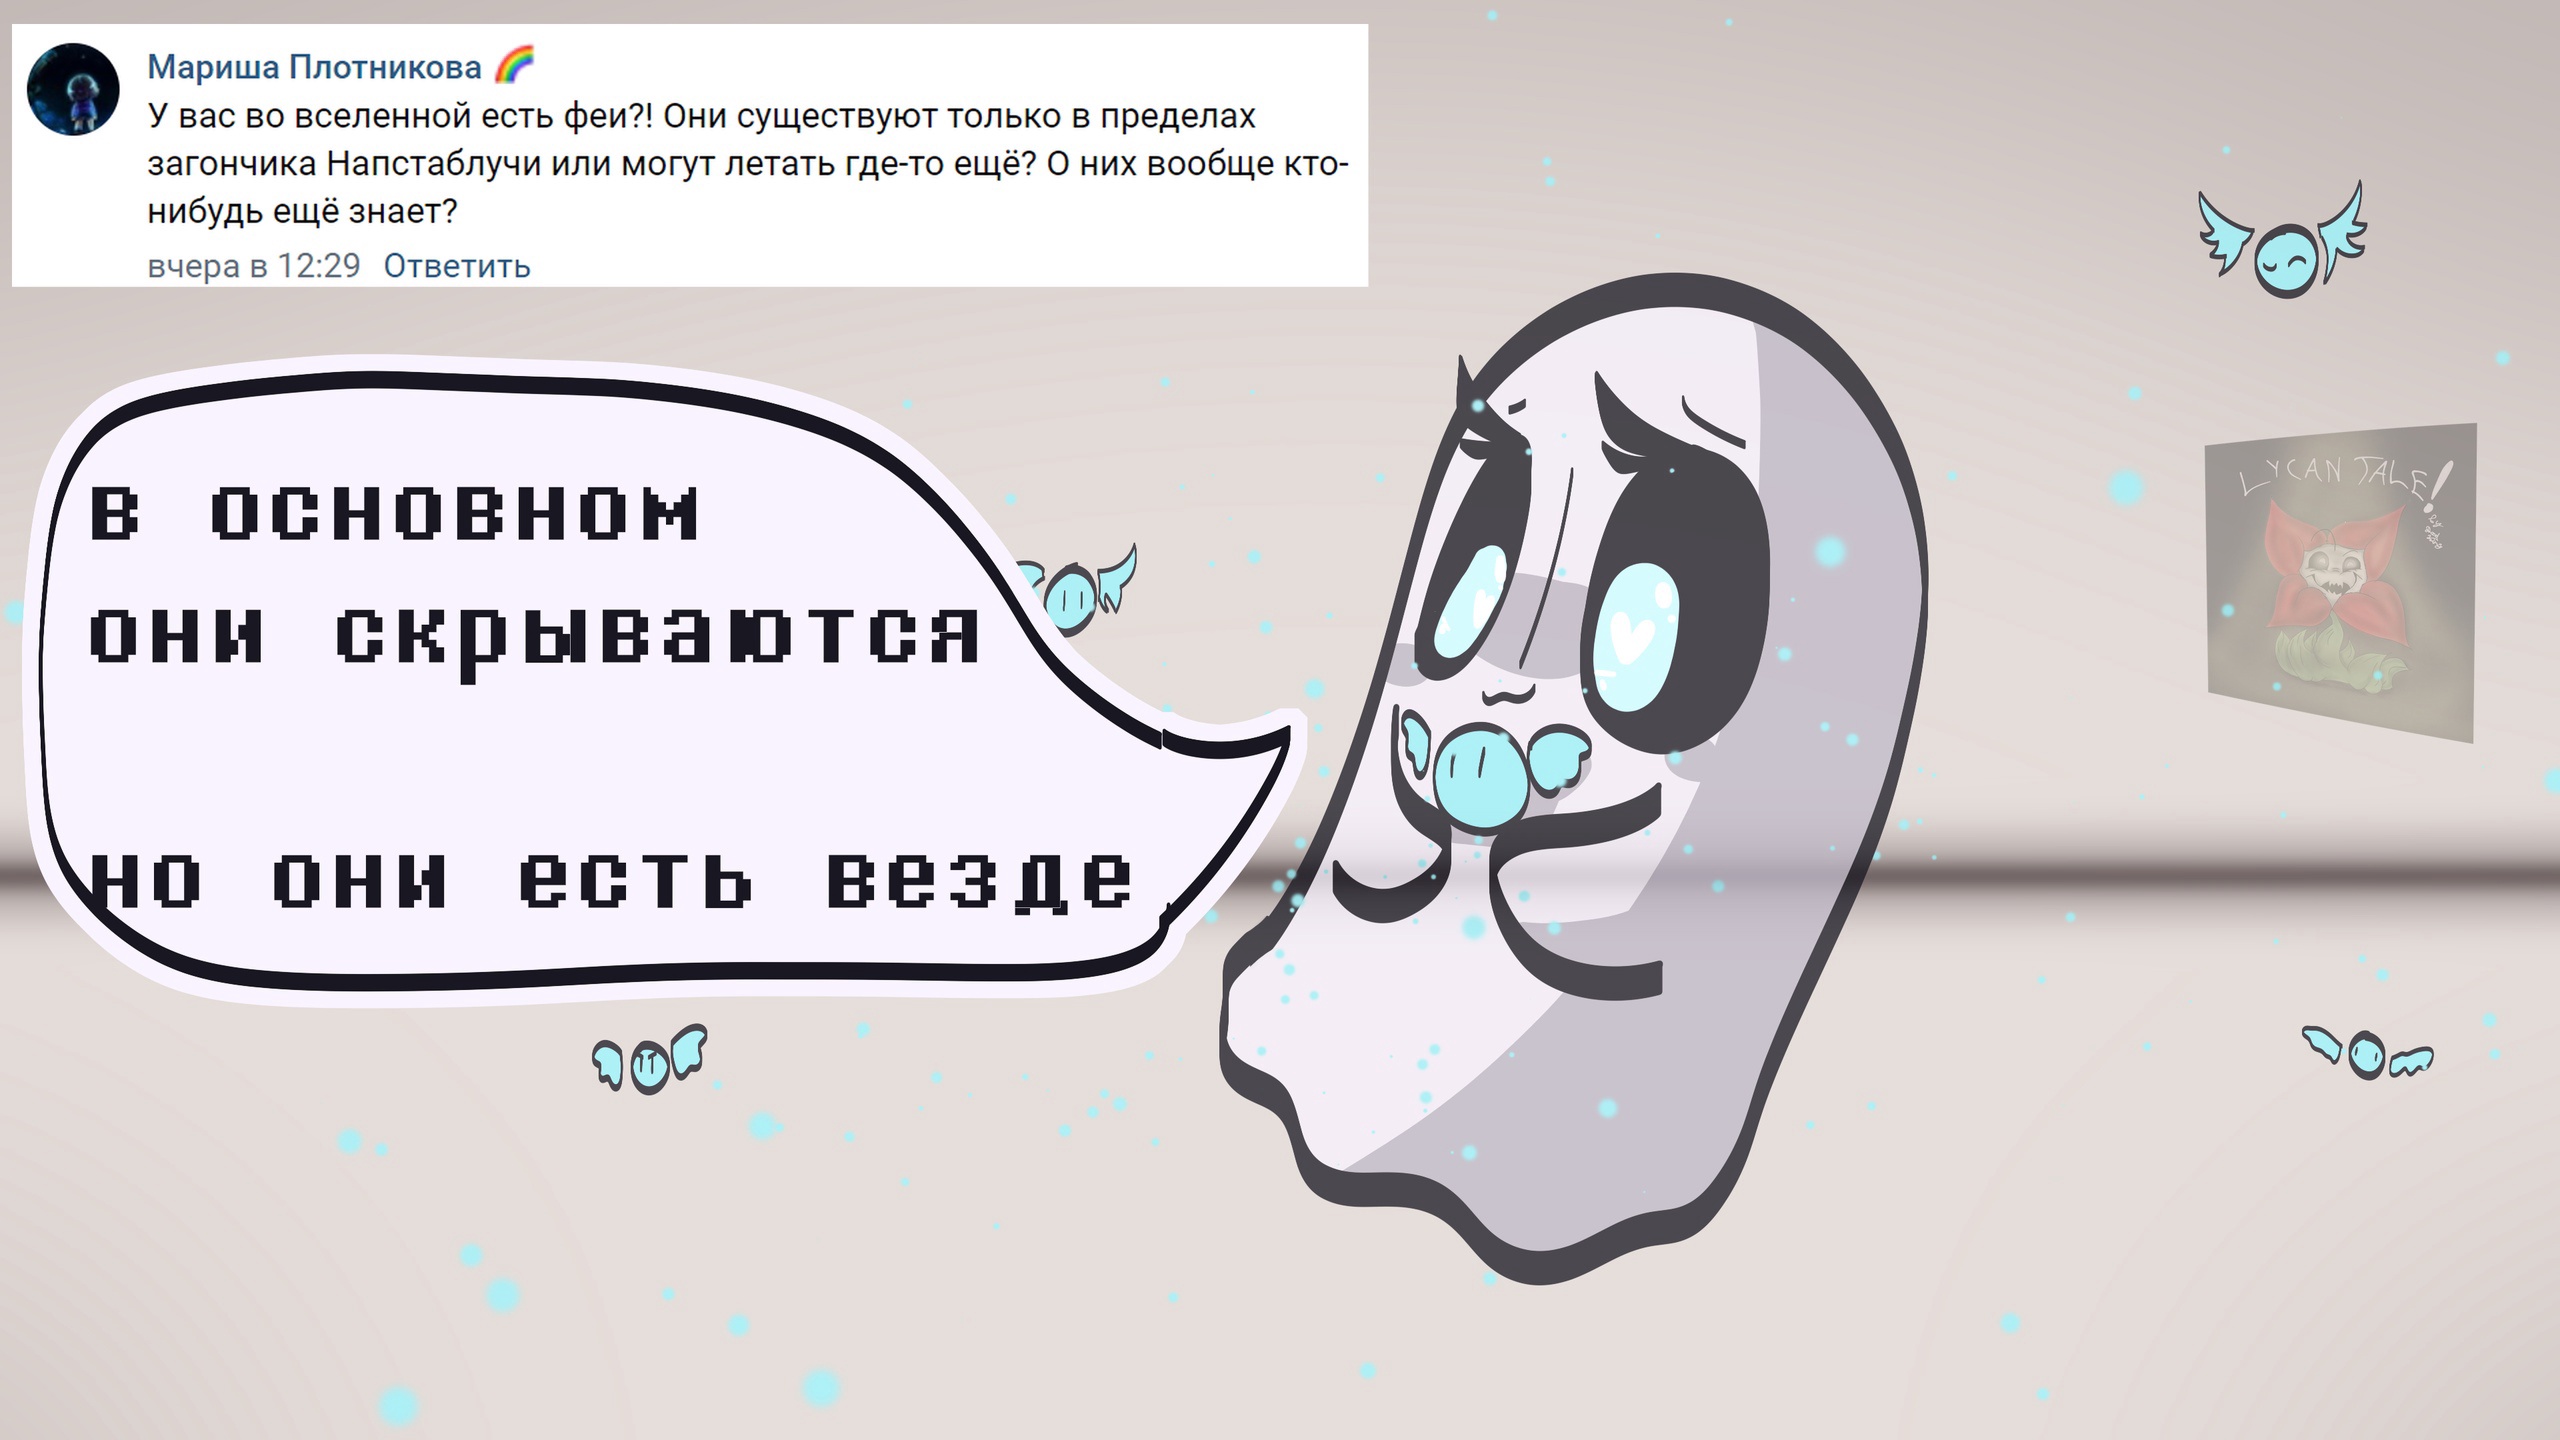 Мариша Плотникова 🌈
У вас во вселенной есть феи?! Они существуют только в пределах
загончика Напстаблучи или могут летать где-то ещё? О них вообще кто-
нибудь ещё знает?
вчера в 12:29 Ответить
в основном
они скрываются
но они есть везде
LYCAN TALE!